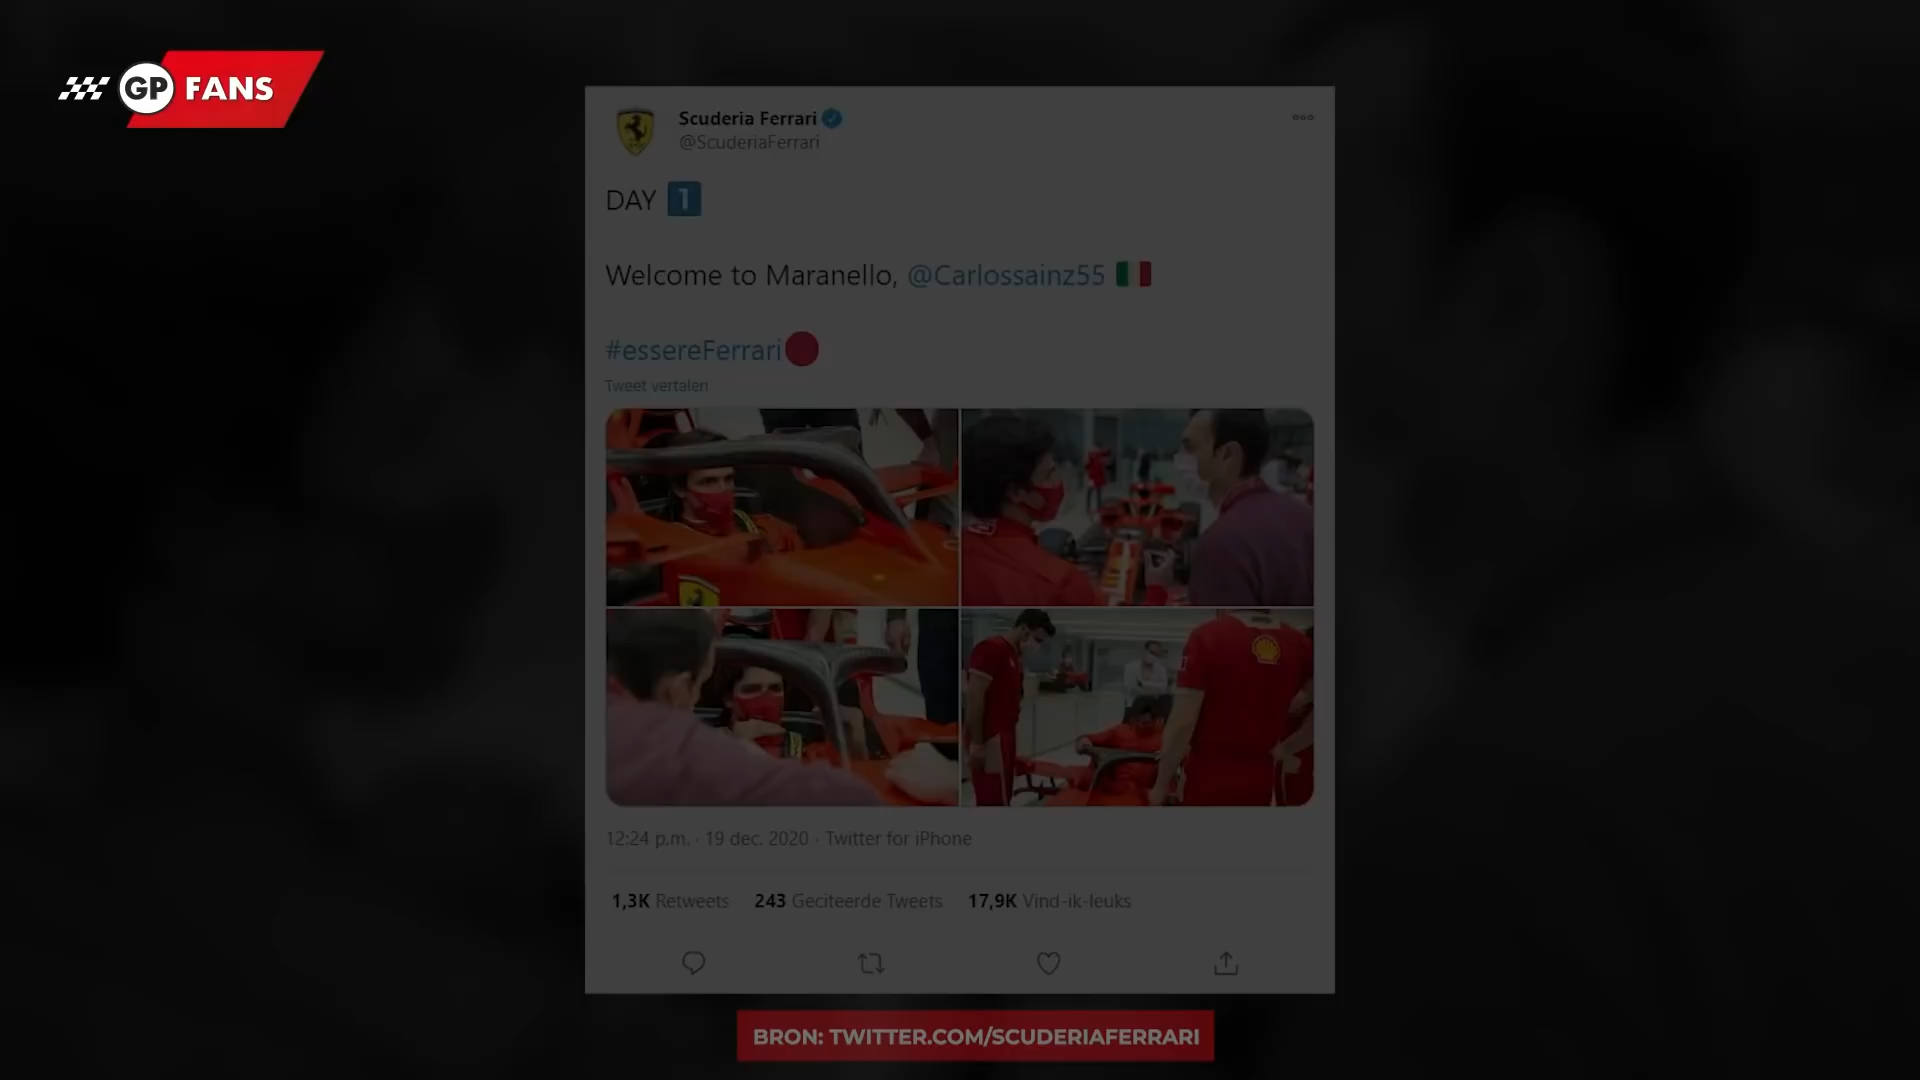 GP FANS
Scuderia Ferrari
@ScuderiaFerrari
DAY 1
Welcome to Maranello, @Carlossainz55
#essereFerrari
Tweet vertalen
12:24 p.m. · 19 dec. 2020 · Twitter for iPhone
1,3K Retweets 243 Geciteerde Tweets 17,9K Vind-ik-leuks
BRON: TWITTER.COM/SCUDERIAFERRARI